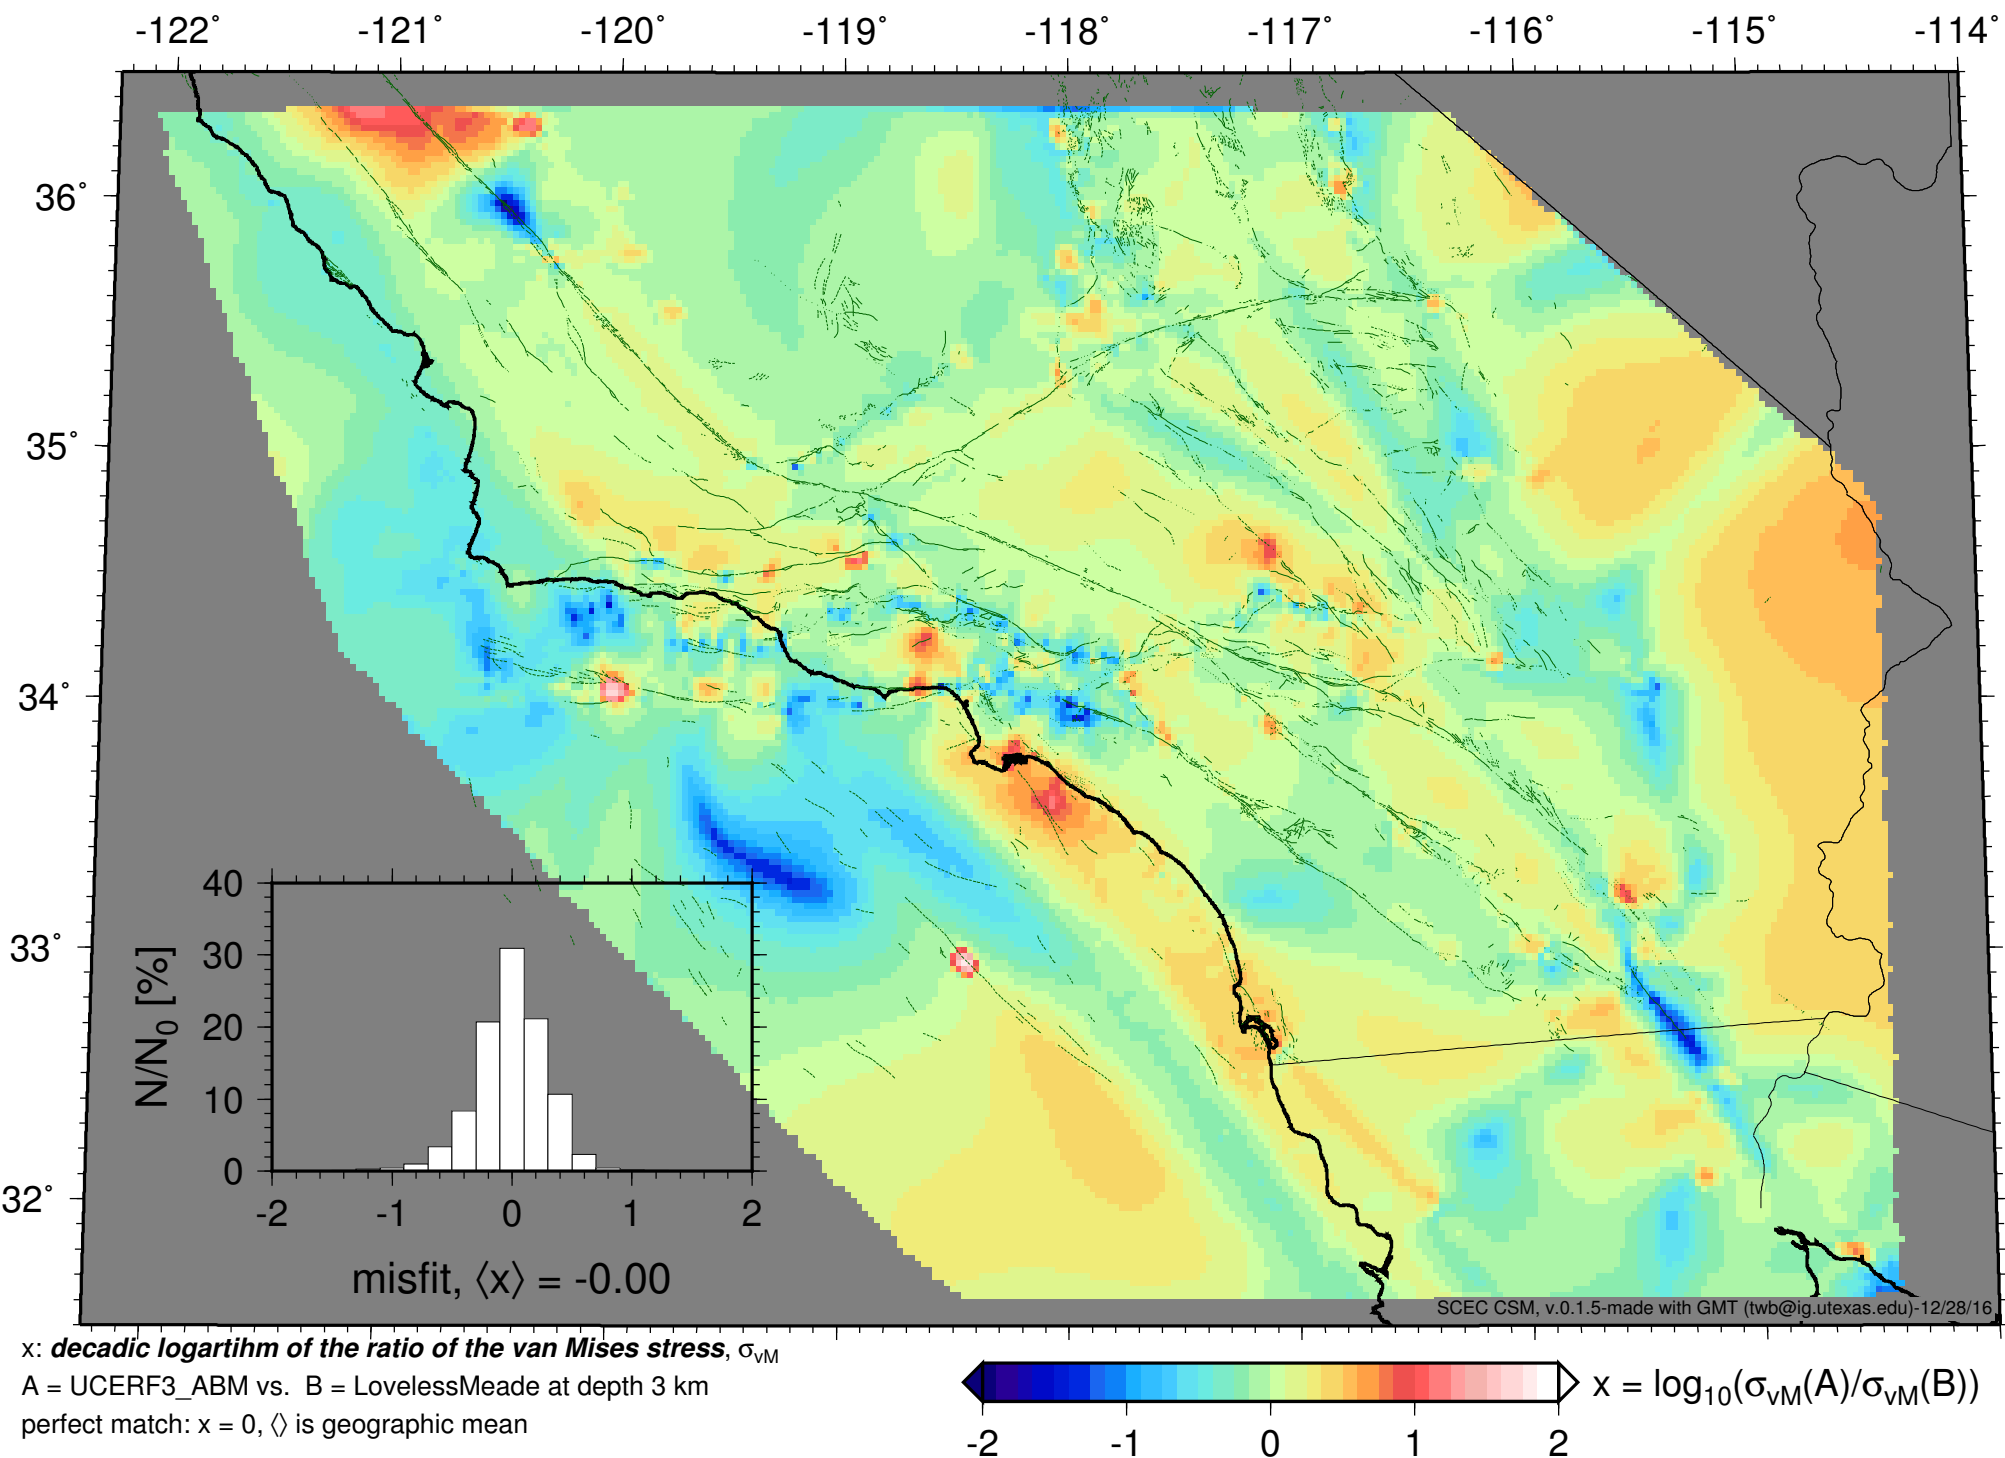 -122˚ -121˚ -120˚ -119˚ -118˚ -117˚ -116˚ -115˚ -114˚
36˚
35˚
34˚
33˚
32˚
40
30
20
10
0
N/N0 [%]
-2 -1 0 1 2
misfit, ⟨x⟩ = -0.00
SCEC CSM, v.0.1.5-made with GMT (twb@ig.utexas.edu)-12/28/16
x: decadic logartihm of the ratio of the van Mises stress, σvM
A = UCERF3_ABM vs. B = LovelessMeade at depth 3 km
perfect match: x = 0, ⟨⟩ is geographic mean
x = log10(σvM(A)/σvM(B))
-2 -1 0 1 2